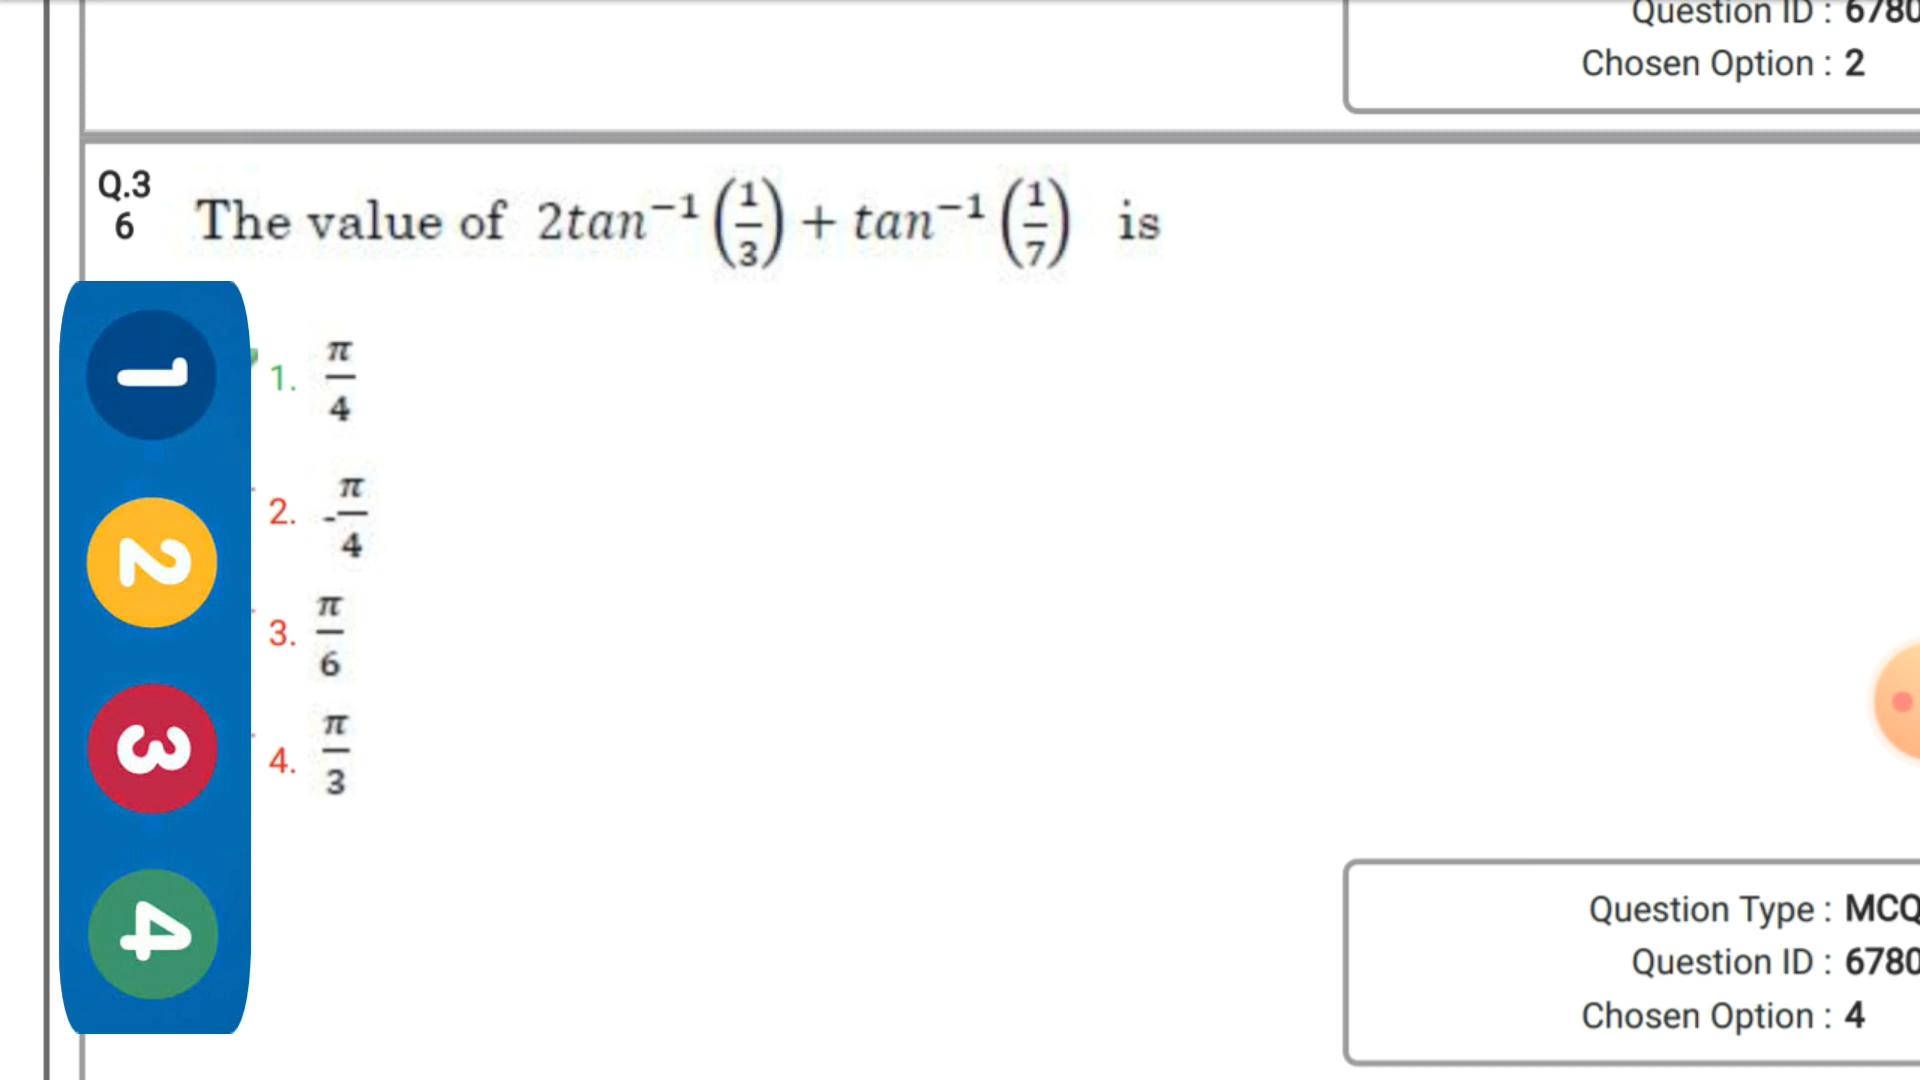 Question ID : 6780
Chosen Option : 2
Q.3
6
The value of 2tan⁻¹(1/3) + tan⁻¹(1/7) is
1
2
3
4
1. π/4
2. -π/4
3. π/6
4. π/3
Question Type : MCQ
Question ID : 6780
Chosen Option : 4